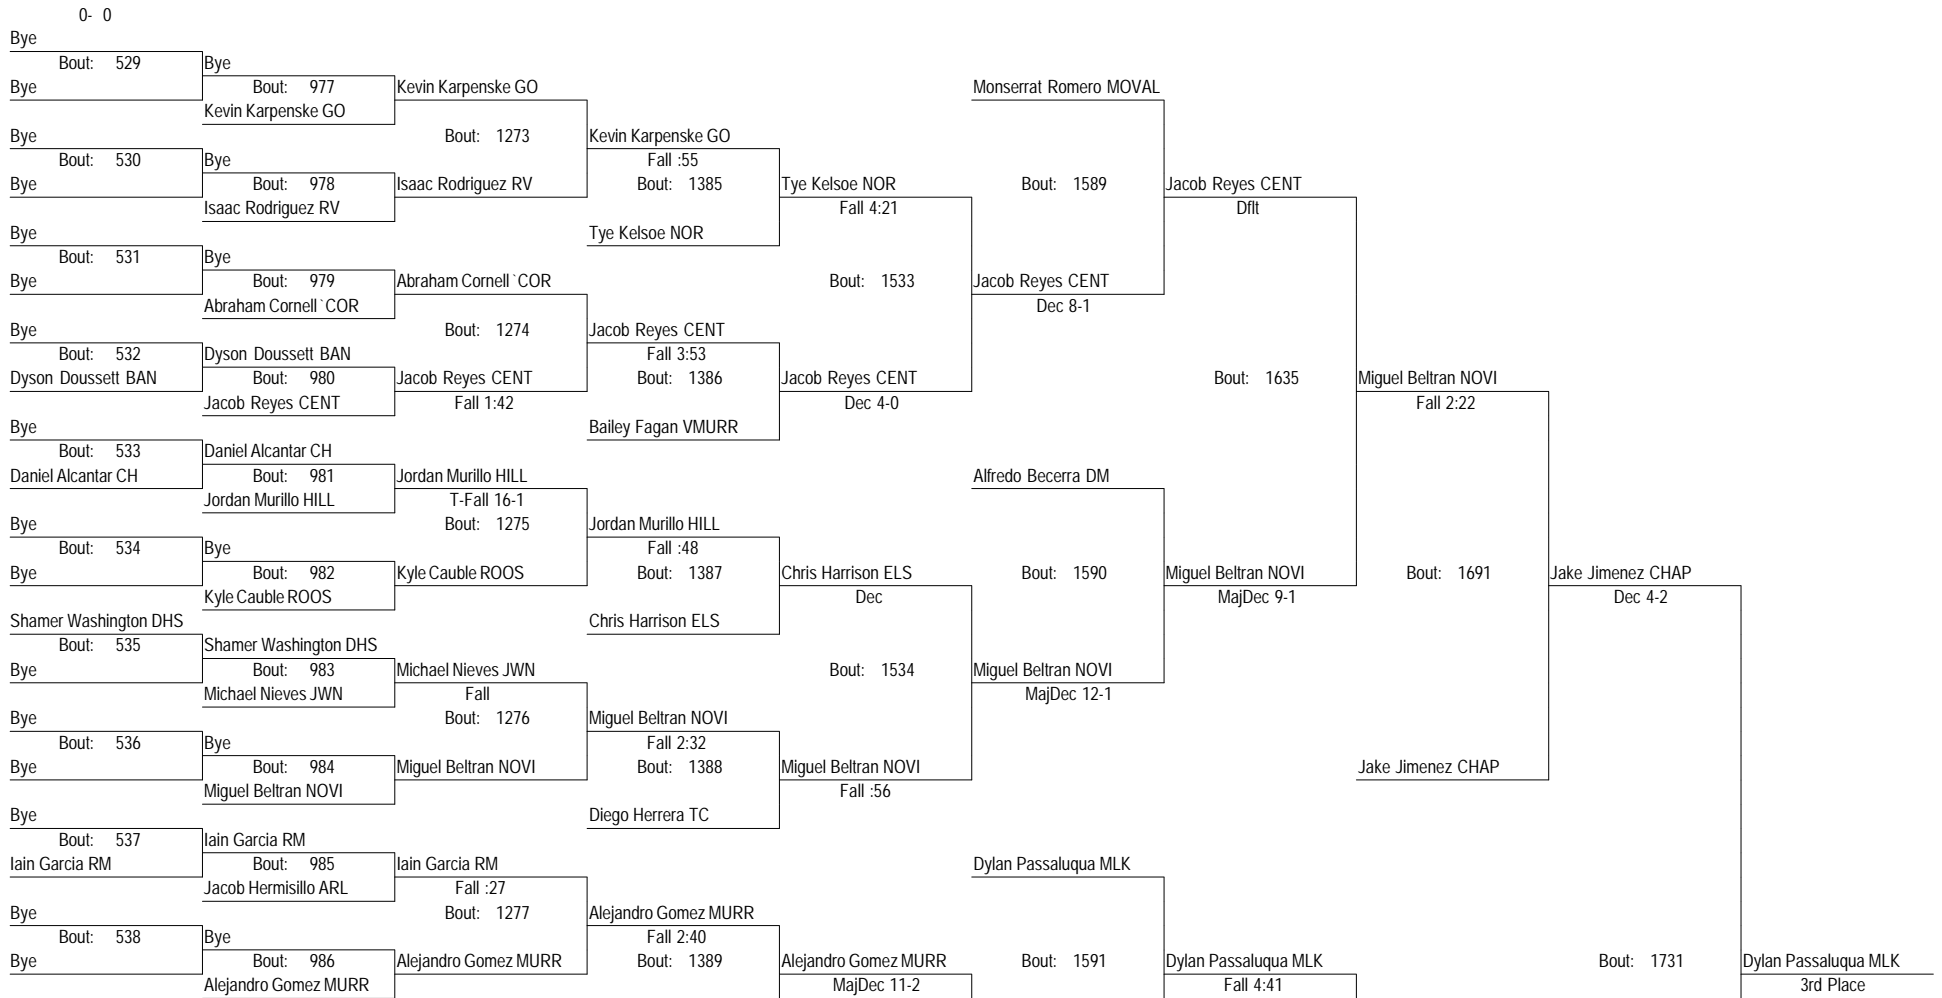 0- 0
Bye
Bout: 529 Bye
Bye Bout: 977 Kevin Karpenske GO Monserrat Romero MOVAL
Kevin Karpenske GO
Bye Bout: 1273 Kevin Karpenske GO
Bout: 530 Bye Fall :55
Bye Bout: 978 Isaac Rodriguez RV Bout: 1385 Tye Kelsoe NOR Bout: 1589 Jacob Reyes CENT
Isaac Rodriguez RV Fall 4:21 Dflt
Bye Tye Kelsoe NOR
Bout: 531 Bye
Bye Bout: 979 Abraham Cornell `COR Bout: 1533 Jacob Reyes CENT
Abraham Cornell `COR Dec 8-1
Bye Bout: 1274 Jacob Reyes CENT
Bout: 532 Dyson Doussett BAN Fall 3:53
Dyson Doussett BAN Bout: 980 Jacob Reyes CENT Bout: 1386 Jacob Reyes CENT Bout: 1635 Miguel Beltran NOVI
Jacob Reyes CENT Fall 1:42 Dec 4-0 Fall 2:22
Bye Bailey Fagan VMURR
Bout: 533 Daniel Alcantar CH
Daniel Alcantar CH Bout: 981 Jordan Murillo HILL Alfredo Becerra DM
Jordan Murillo HILL T-Fall 16-1
Bye Bout: 1275 Jordan Murillo HILL
Bout: 534 Bye Fall :48
Bye Bout: 982 Kyle Cauble ROOS Bout: 1387 Chris Harrison ELS Bout: 1590 Miguel Beltran NOVI Bout: 1691 Jake Jimenez CHAP
Kyle Cauble ROOS Dec MajDec 9-1 Dec 4-2
Shamer Washington DHS Chris Harrison ELS
Bout: 535 Shamer Washington DHS
Bye Bout: 983 Michael Nieves JWN Bout: 1534 Miguel Beltran NOVI
Michael Nieves JWN Fall MajDec 12-1
Bye Bout: 1276 Miguel Beltran NOVI
Bout: 536 Bye Fall 2:32
Bye Bout: 984 Miguel Beltran NOVI Bout: 1388 Miguel Beltran NOVI Jake Jimenez CHAP
Miguel Beltran NOVI Fall :56
Bye Diego Herrera TC
Bout: 537 Iain Garcia RM
Iain Garcia RM Bout: 985 Iain Garcia RM Dylan Passaluqua MLK
Jacob Hermisillo ARL Fall :27
Bye Bout: 1277 Alejandro Gomez MURR
Bout: 538 Bye Fall 2:40
Bye Bout: 986 Alejandro Gomez MURR Bout: 1389 Alejandro Gomez MURR Bout: 1591 Dylan Passaluqua MLK Bout: 1731 Dylan Passaluqua MLK
Alejandro Gomez MURR MajDec 11-2 Fall 4:41 3rd Place